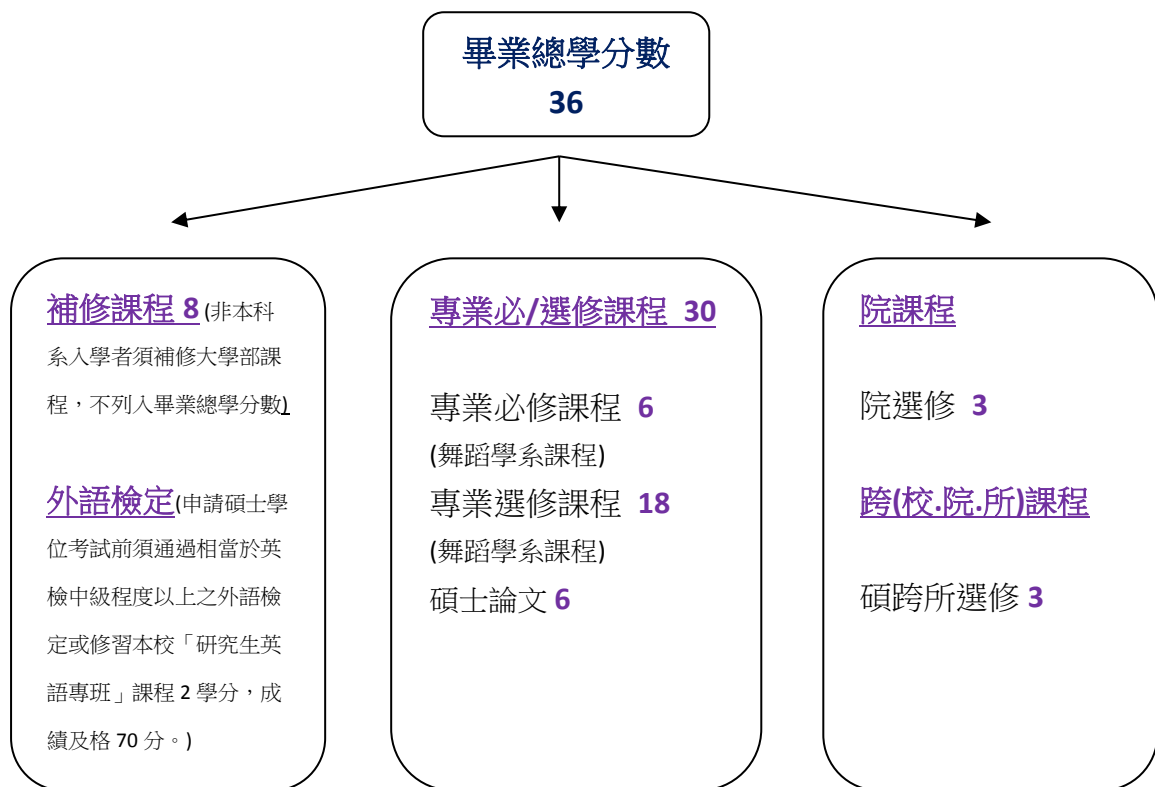 畢業總學分數
36
補修課程 8 (非本科
系入學者須補修大學部課
程，不列入畢業總學分數)
外語檢定(申請碩士學
位考試前須通過相當於英
檢中級程度以上之外語檢
定或修習本校「研究生英
語專班」課程 2 學分，成
績及格 70 分。)
專業必/選修課程 30
專業必修課程 6
(舞蹈學系課程)
專業選修課程 18
(舞蹈學系課程)
碩士論文 6
院課程
院選修 3
跨(校.院.所)課程
碩跨所選修 3